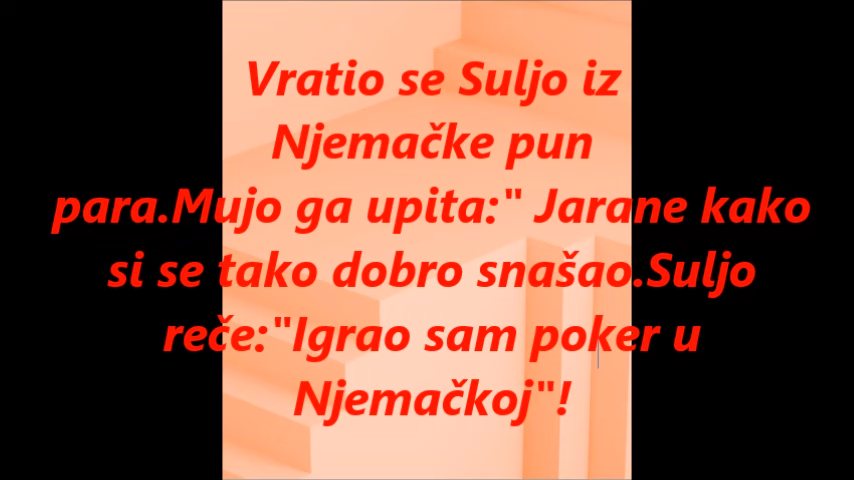 Vratio se Suljo iz
Njemačke pun
para.Mujo ga upita:" Jarane kako
si se tako dobro snašao.Suljo
reče:"Igrao sam poker u
Njemačkoj"!